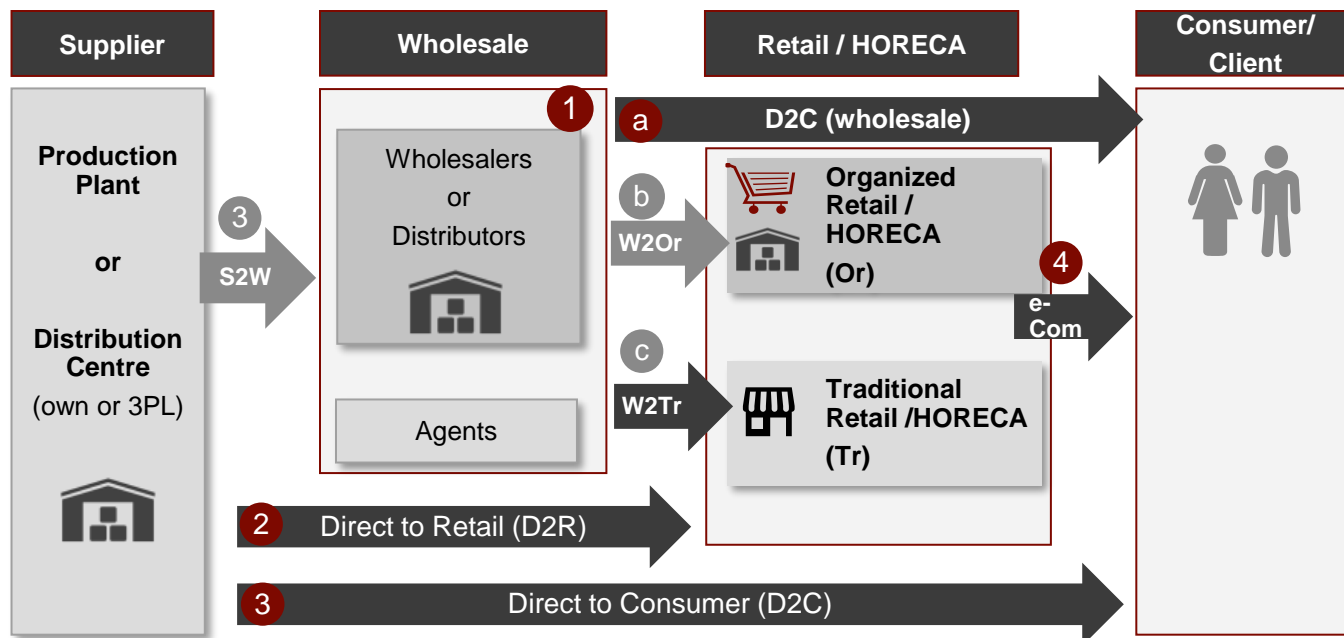 Supplier
Wholesale
Retail / HORECA
Consumer/
Client
Production
Plant
or
Distribution
Centre
(own or 3PL)
3
S2W
1
Wholesalers
or
Distributors
Agents
a
D2C (wholesale)
b
W2Or
c
W2Tr
Organized
Retail /
HORECA
(Or)
4
e-
Com
Traditional
Retail /HORECA
(Tr)
2
Direct to Retail (D2R)
3
Direct to Consumer (D2C)